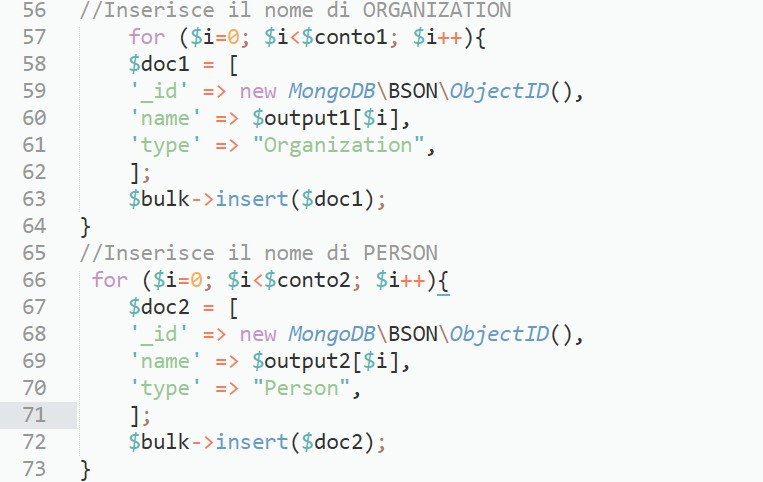 56 //Inserisce il nome di ORGANIZATION
57 for ($i=0; $i<$conto1; $i++){
58 $doc1 = [
59 '_id' => new MongoDB\BSON\ObjectID(),
60 'name' => $output1[$i],
61 'type' => "Organization",
62 ];
63 $bulk->insert($doc1);
64 }
65 //Inserisce il nome di PERSON
66 for ($i=0; $i<$conto2; $i++){
67 $doc2 = [
68 '_id' => new MongoDB\BSON\ObjectID(),
69 'name' => $output2[$i],
70 'type' => "Person",
71 ];
72 $bulk->insert($doc2);
73 }